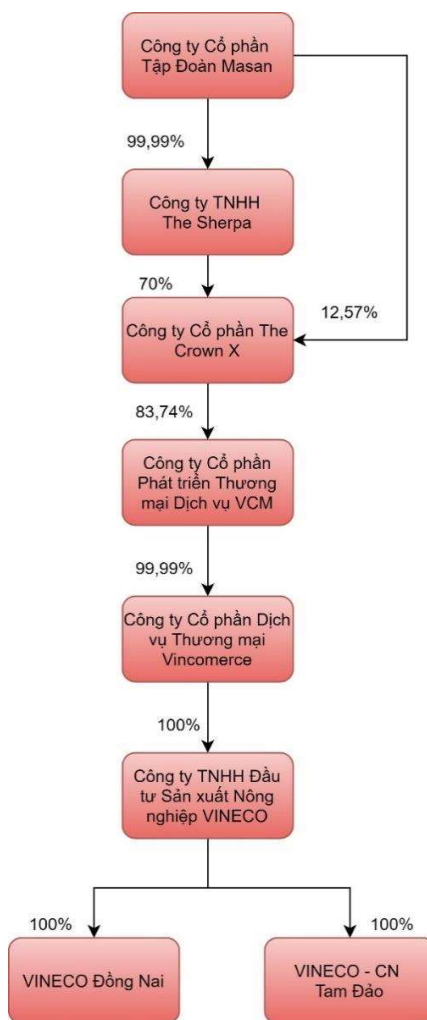 Công ty Cổ phần
Tập Đoàn Masan
99,99%
Công ty TNHH
The Sherpa
70%
12,57%
Công ty Cổ phần The
Crown X
83,74%
Công ty Cổ phần
Phát triển Thương
mại Dịch vụ VCM
99,99%
Công ty Cổ phần Dịch
vụ Thương mại
Vincomerce
100%
Công ty TNHH Đầu
tư Sản xuất Nông
nghiệp VINECO
100%
100%
VINECO Đồng Nai
VINECO - CN
Tam Đảo